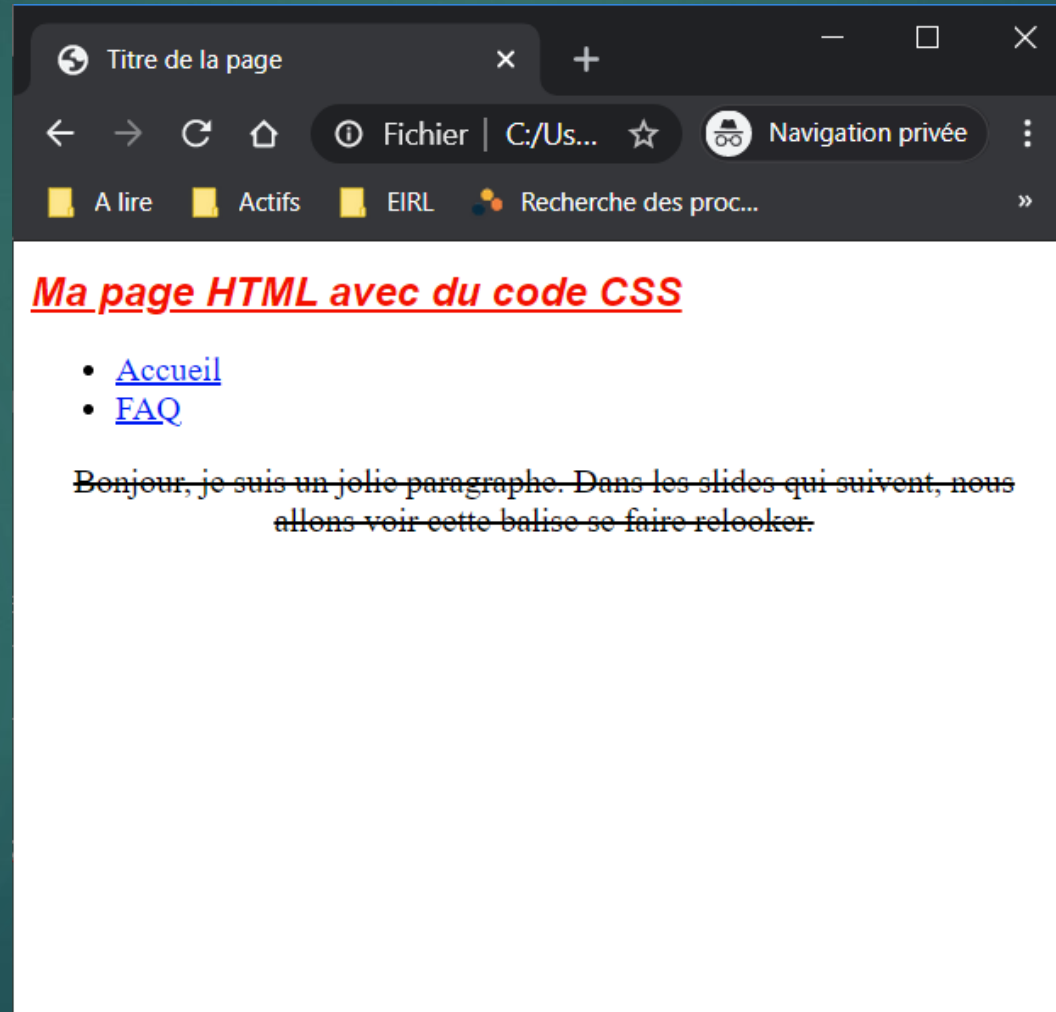 Titre de la page
Fichier | C:/Us... Navigation privée
A lire Actifs EIRL Recherche des proc... »
Ma page HTML avec du code CSS
Accueil
FAQ
Bonjour, je suis un jolie paragraphe. Dans les slides qui suivent, nous
allons voir cette balise se faire relooker.